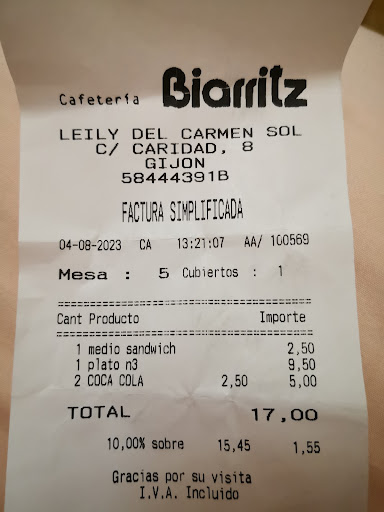 Cafetería Biarritz
LEILY DEL CARMEN SOL
C/ CARIDAD, 8
GIJON
58444391B
FACTURA SIMPLIFICADA
04-08-2023 CA 13:21:07 AA/ 100569
Mesa : 5 Cubiertos : 1
==========================================
Cant Producto Importe
==========================================
1 medio sandwich 2,50
1 plato n3 9,50
2 COCA COLA 2,50 5,00
TOTAL 17,00
10,00% sobre 15,45 1,55
Gracias por su visita
I.V.A. Incluido